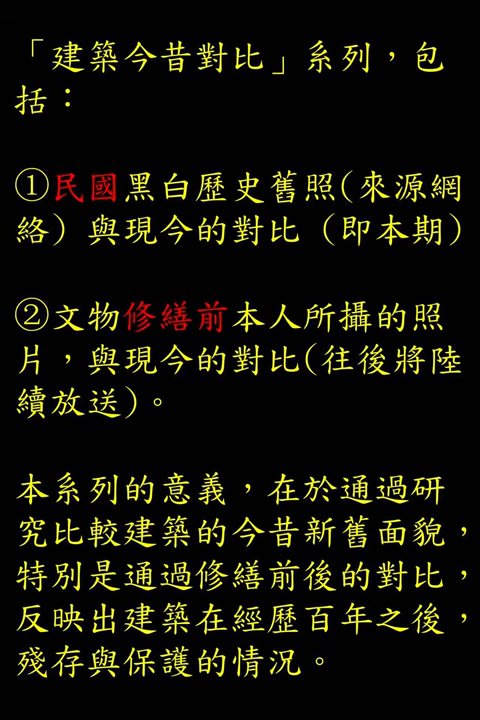 「建築今昔對比」系列，包
括：
①民國黑白歷史舊照(來源網
絡）與現今的對比（即本期）
②文物修繕前本人所攝的照
片，與現今的對比(往後將陸
續放送)。
本系列的意義，在於通過研
究比較建築的今昔新舊面貌，
特別是通過修繕前後的對比，
反映出建築在經歷百年之後，
殘存與保護的情況。